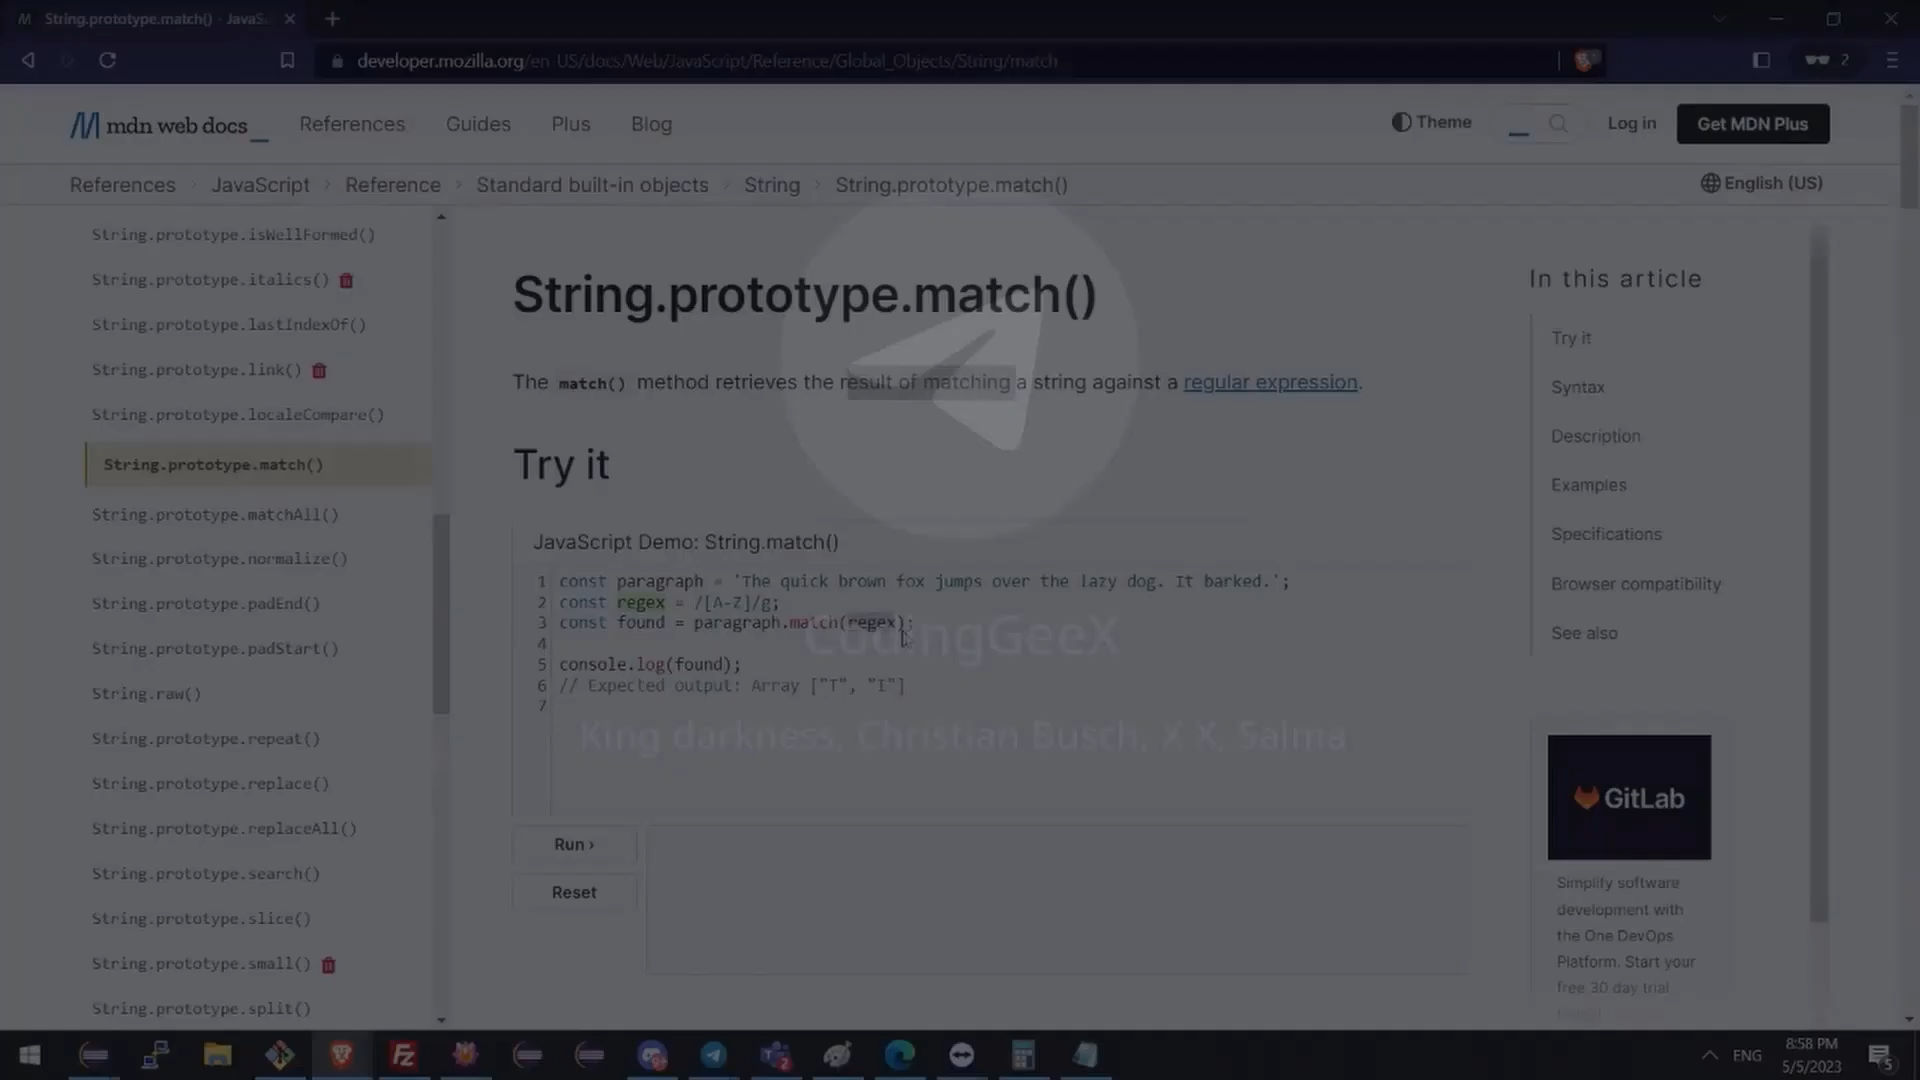 String.prototype.match() - JavaSc
developer.mozilla.org/en-US/docs/Web/JavaScript/Reference/Global_Objects/String/match
2
mdn web docs_
References
Guides
Plus
Blog
Theme
Log in
Get MDN Plus
References
JavaScript
Reference
Standard built-in objects
String
String.prototype.match()
English (US)
String.prototype.isWellFormed()
String.prototype.italics()
String.prototype.lastIndexOf()
String.prototype.link()
String.prototype.localeCompare()
String.prototype.match()
String.prototype.matchAll()
String.prototype.normalize()
String.prototype.padEnd()
String.prototype.padStart()
String.raw()
String.prototype.repeat()
String.prototype.replace()
String.prototype.replaceAll()
String.prototype.search()
String.prototype.slice()
String.prototype.small()
String.prototype.split()
String.prototype.match()
The match() method retrieves the result of matching a string against a regular expression.
Try it
JavaScript Demo: String.match()
1 const paragraph = 'The quick brown fox jumps over the lazy dog. It barked.';
2 const regex = /[A-Z]/g;
3 const found = paragraph.match(regex);
4
5 console.log(found);
6 // Expected output: Array ["T", "I"]
7
CodingGeeX
King darkness, Christian Busch, X X, Salma
Run ›
Reset
In this article
Try it
Syntax
Description
Examples
Specifications
Browser compatibility
See also
GitLab
Simplify software
development with
the One DevOps
Platform. Start your
free 30 day trial
ENG
8:58 PM
5/5/2023
5